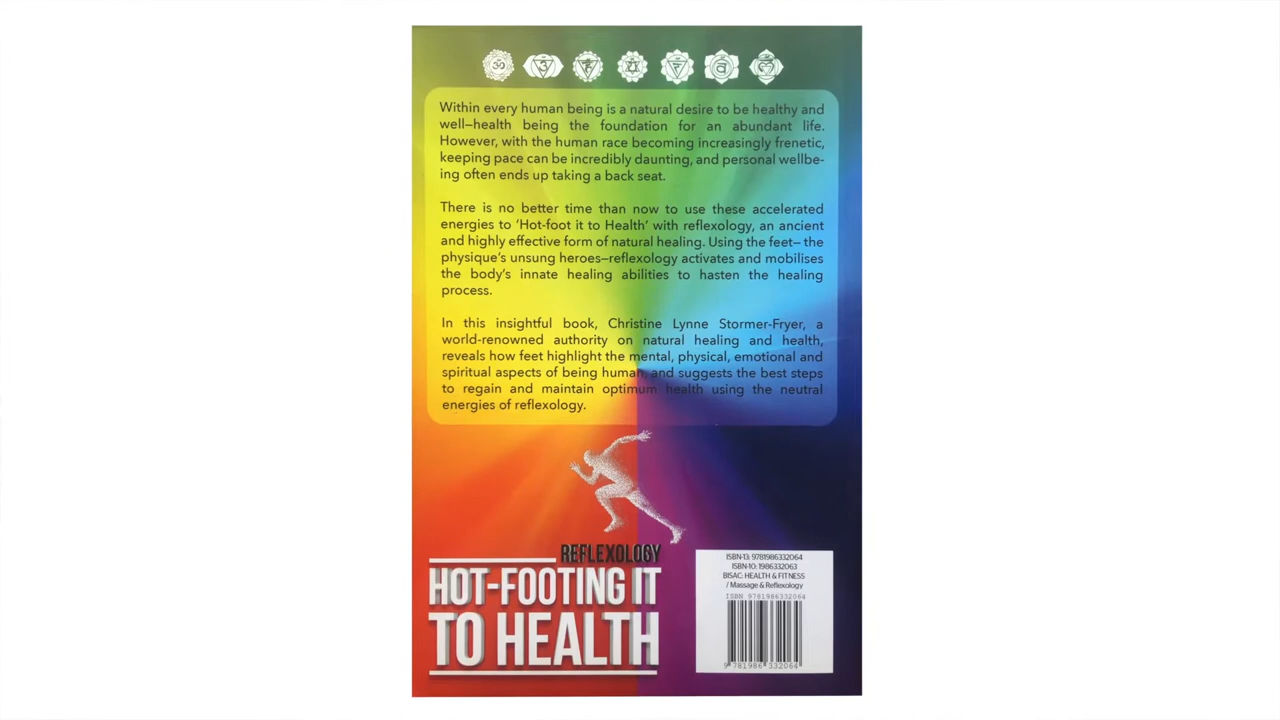 Within every human being is a natural desire to be healthy and
well—health being the foundation for an abundant life.
However, with the human race becoming increasingly frenetic,
keeping pace can be incredibly daunting, and personal wellbe-
ing often ends up taking a back seat.
There is no better time than now to use these accelerated
energies to ‘Hot-foot it to Health’ with reflexology, an ancient
and highly effective form of natural healing. Using the feet— the
physique’s unsung heroes—reflexology activates and mobilises
the body’s innate healing abilities to hasten the healing
process.
In this insightful book, Christine Lynne Stormer-Fryer, a
world-renowned authority on natural healing and health,
reveals how feet highlight the mental, physical, emotional and
spiritual aspects of being human, and suggests the best steps
to regain and maintain optimum health using the neutral
energies of reflexology.
REFLEXOLOGY
HOT-FOOTING IT
TO HEALTH
ISBN-13: 9781986332064
ISBN-10: 1986332063
BISAC: HEALTH & FITNESS
/ Massage & Reflexology
ISBN 9781986332064
9 781986 332064